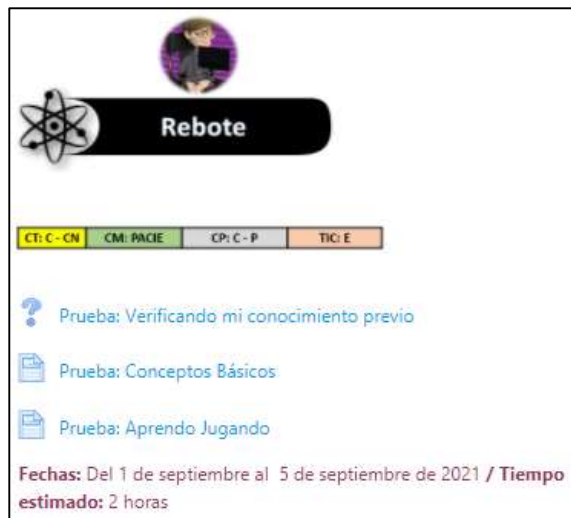 Rebote
CT: C - CN CM: PACIE CP: C - P TIC: E
Prueba: Verificando mi conocimiento previo
Prueba: Conceptos Básicos
Prueba: Aprendo Jugando
Fechas: Del 1 de septiembre al 5 de septiembre de 2021 / Tiempo
estimado: 2 horas